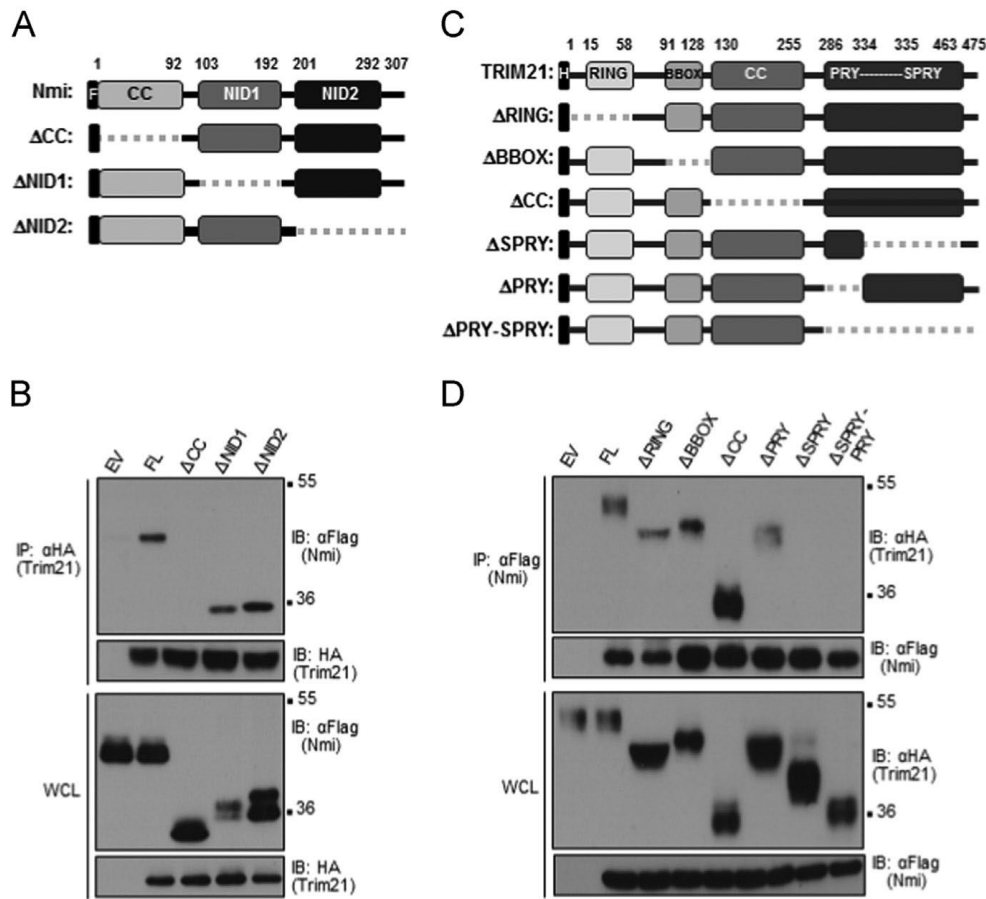 A
1 92 103 192 201 292 307
Nmi: F CC NID1 NID2
ΔCC:
ΔNID1:
ΔNID2:
B
EV FL ΔCC ΔNID1 ΔNID2
IP: αHA
(Trim21)
55
IB: αFlag
(Nmi)
36
IB: HA
(Trim21)
WCL
55
IB: αFlag
(Nmi)
36
IB: HA
(Trim21)
C
1 15 58 91 128 130 255 286 334 335 463 475
TRIM21: H RING BBOX CC PRY---------SPRY
ΔRING:
ΔBBOX:
ΔCC:
ΔSPRY:
ΔPRY:
ΔPRY-SPRY:
D
EV FL ΔRING ΔBBOX ΔCC ΔPRY ΔSPRY ΔSPRY-
PRY
IP: αFlag
(Nmi)
55
IB: αHA
(Trim21)
36
IB: αFlag
(Nmi)
WCL
55
IB: αHA
(Trim21)
36
IB: αFlag
(Nmi)